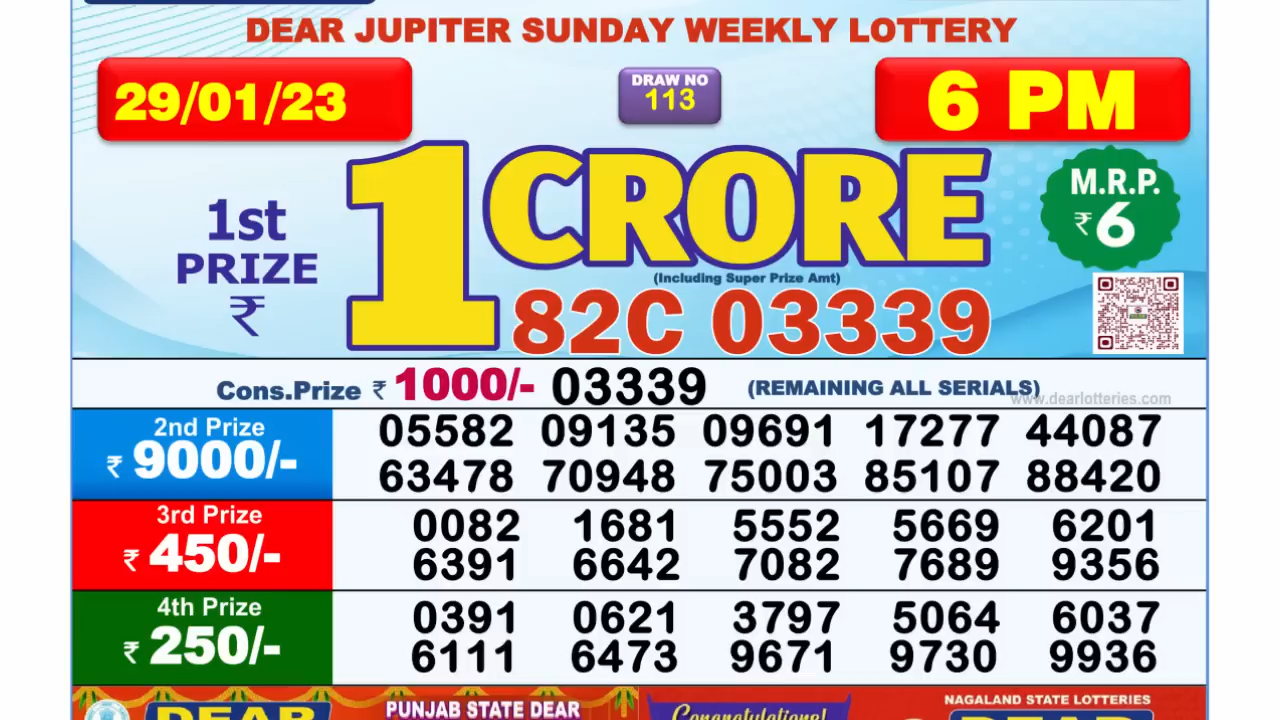 DEAR JUPITER SUNDAY WEEKLY LOTTERY
29/01/23
DRAW NO
113
6 PM
1st
PRIZE
₹
1 CRORE
(Including Super Prize Amt)
82C 03339
M.R.P.
₹6
Cons.Prize ₹ 1000/- 03339 (REMAINING ALL SERIALS)
www.dearlotteries.com
2nd Prize
₹ 9000/-
05582 09135 09691 17277 44087
63478 70948 75003 85107 88420
3rd Prize
₹ 450/-
0082 1681 5552 5669 6201
6391 6642 7082 7689 9356
4th Prize
₹ 250/-
0391 0621 3797 5064 6037
6111 6473 9671 9730 9936
DEAR
PUNJAB STATE DEAR
Congratulations!
NAGALAND STATE LOTTERIES
DEAR